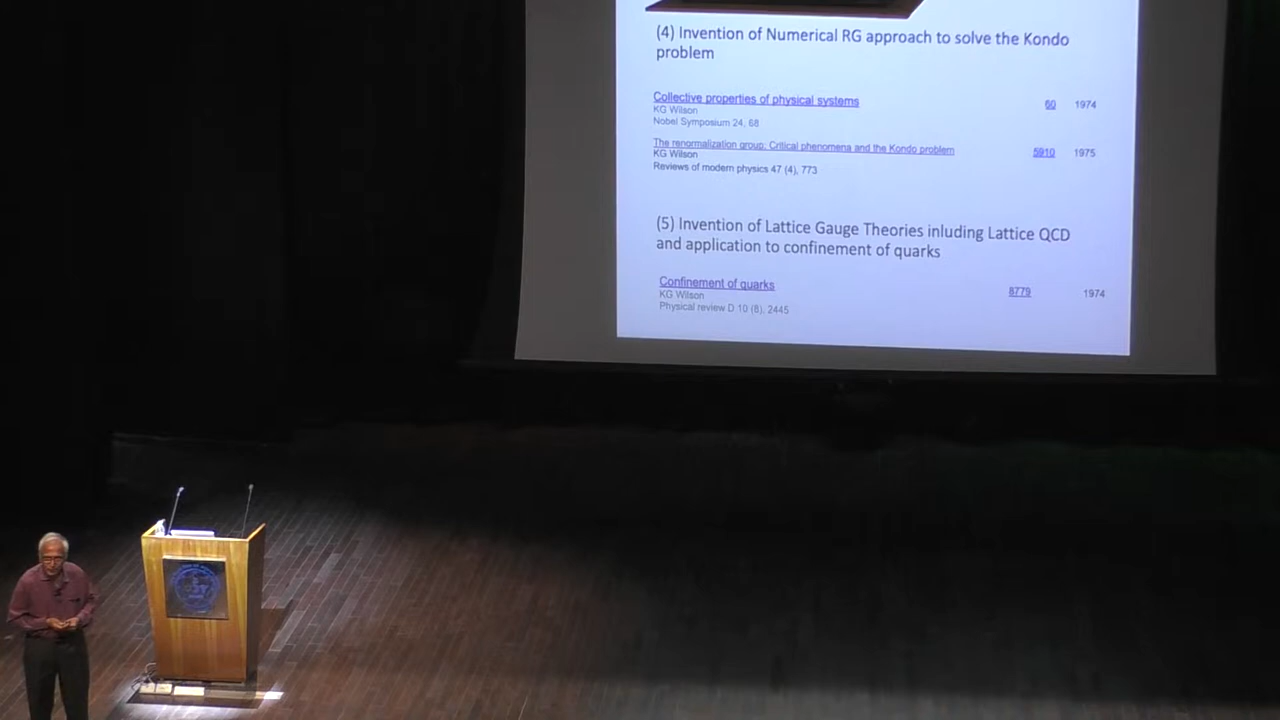 (4) Invention of Numerical RG approach to solve the Kondo
problem
Collective properties of physical systems 60 1974
KG Wilson
Nobel Symposium 24, 68
The renormalization group: Critical phenomena and the Kondo problem 5910 1975
KG Wilson
Reviews of modern physics 47 (4), 773
(5) Invention of Lattice Gauge Theories inluding Lattice QCD
and application to confinement of quarks
Confinement of quarks 8779 1974
KG Wilson
Physical review D 10 (8), 2445